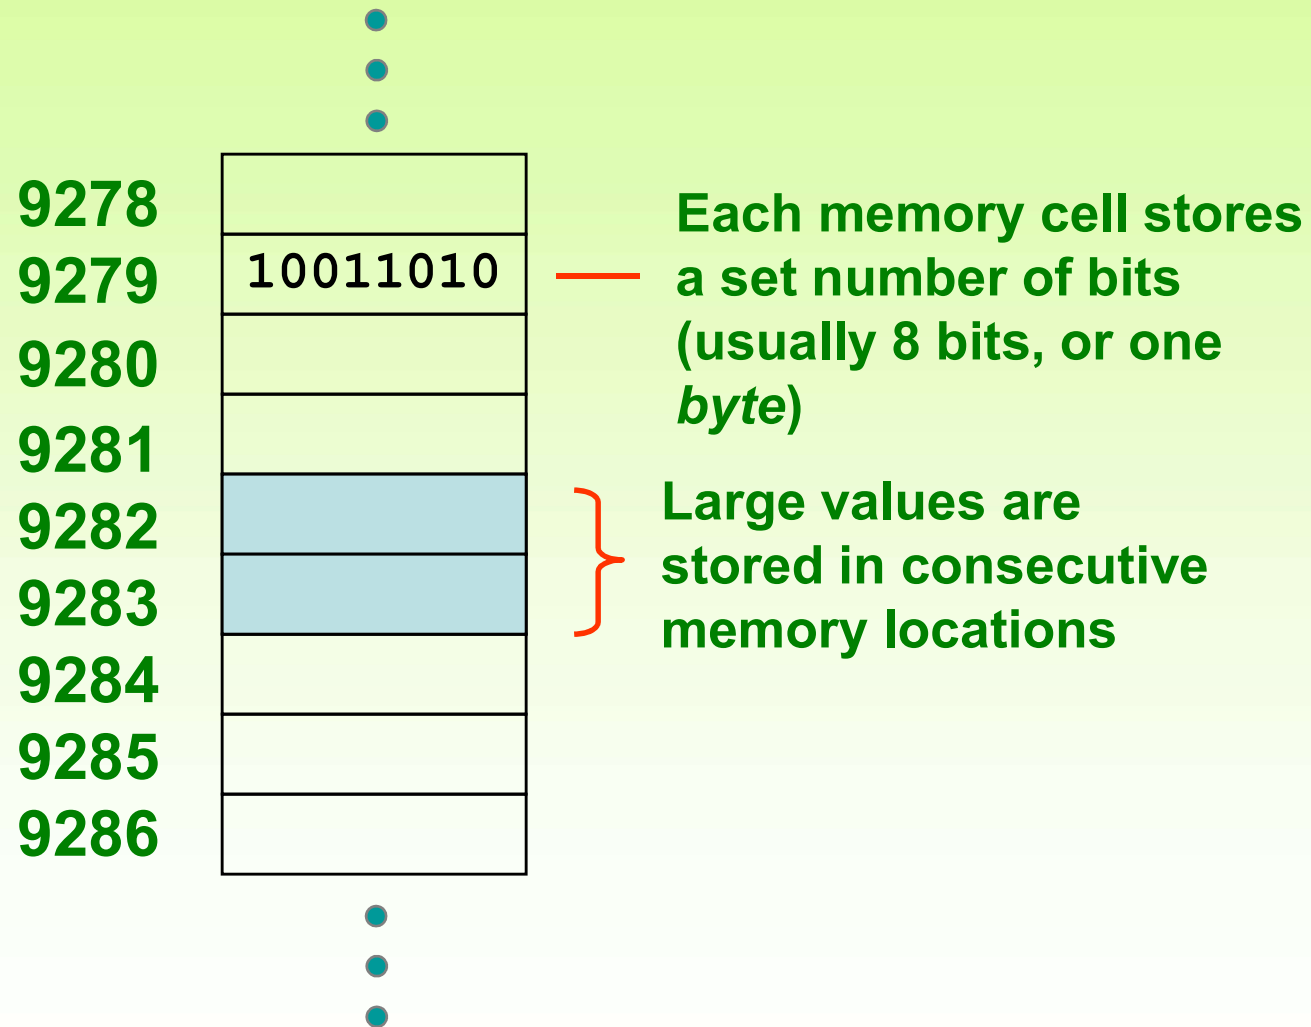 9278
9279
10011010
Each memory cell stores
a set number of bits
(usually 8 bits, or one
byte)
9280
9281
9282
9283
Large values are
stored in consecutive
memory locations
9284
9285
9286